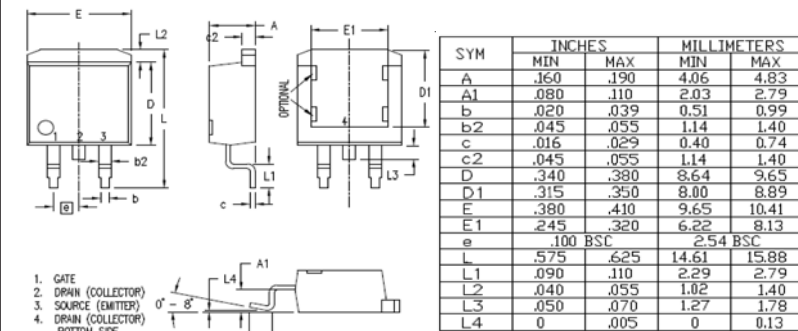 E
L2
A
c2
E1
OPTIONAL
D1
D
L
1 2 3
4
b2
L3
L1
e
b
c
A1
L4
0° - 8°
1. GATE
2. DRAIN (COLLECTOR)
3. SOURCE (EMITTER)
4. DRAIN (COLLECTOR)
BOTTOM SIDE
SYM INCHES MILLIMETERS
MIN MAX MIN MAX
A .160 .190 4.06 4.83
A1 .080 .110 2.03 2.79
b .020 .039 0.51 0.99
b2 .045 .055 1.14 1.40
c .016 .029 0.40 0.74
c2 .045 .055 1.14 1.40
D .340 .380 8.64 9.65
D1 .315 .350 8.00 8.89
E .380 .410 9.65 10.41
E1 .245 .320 6.22 8.13
e .100 BSC 2.54 BSC
L .575 .625 14.61 15.88
L1 .090 .110 2.29 2.79
L2 .040 .055 1.02 1.40
L3 .050 .070 1.27 1.78
L4 0 .005 0 0.13